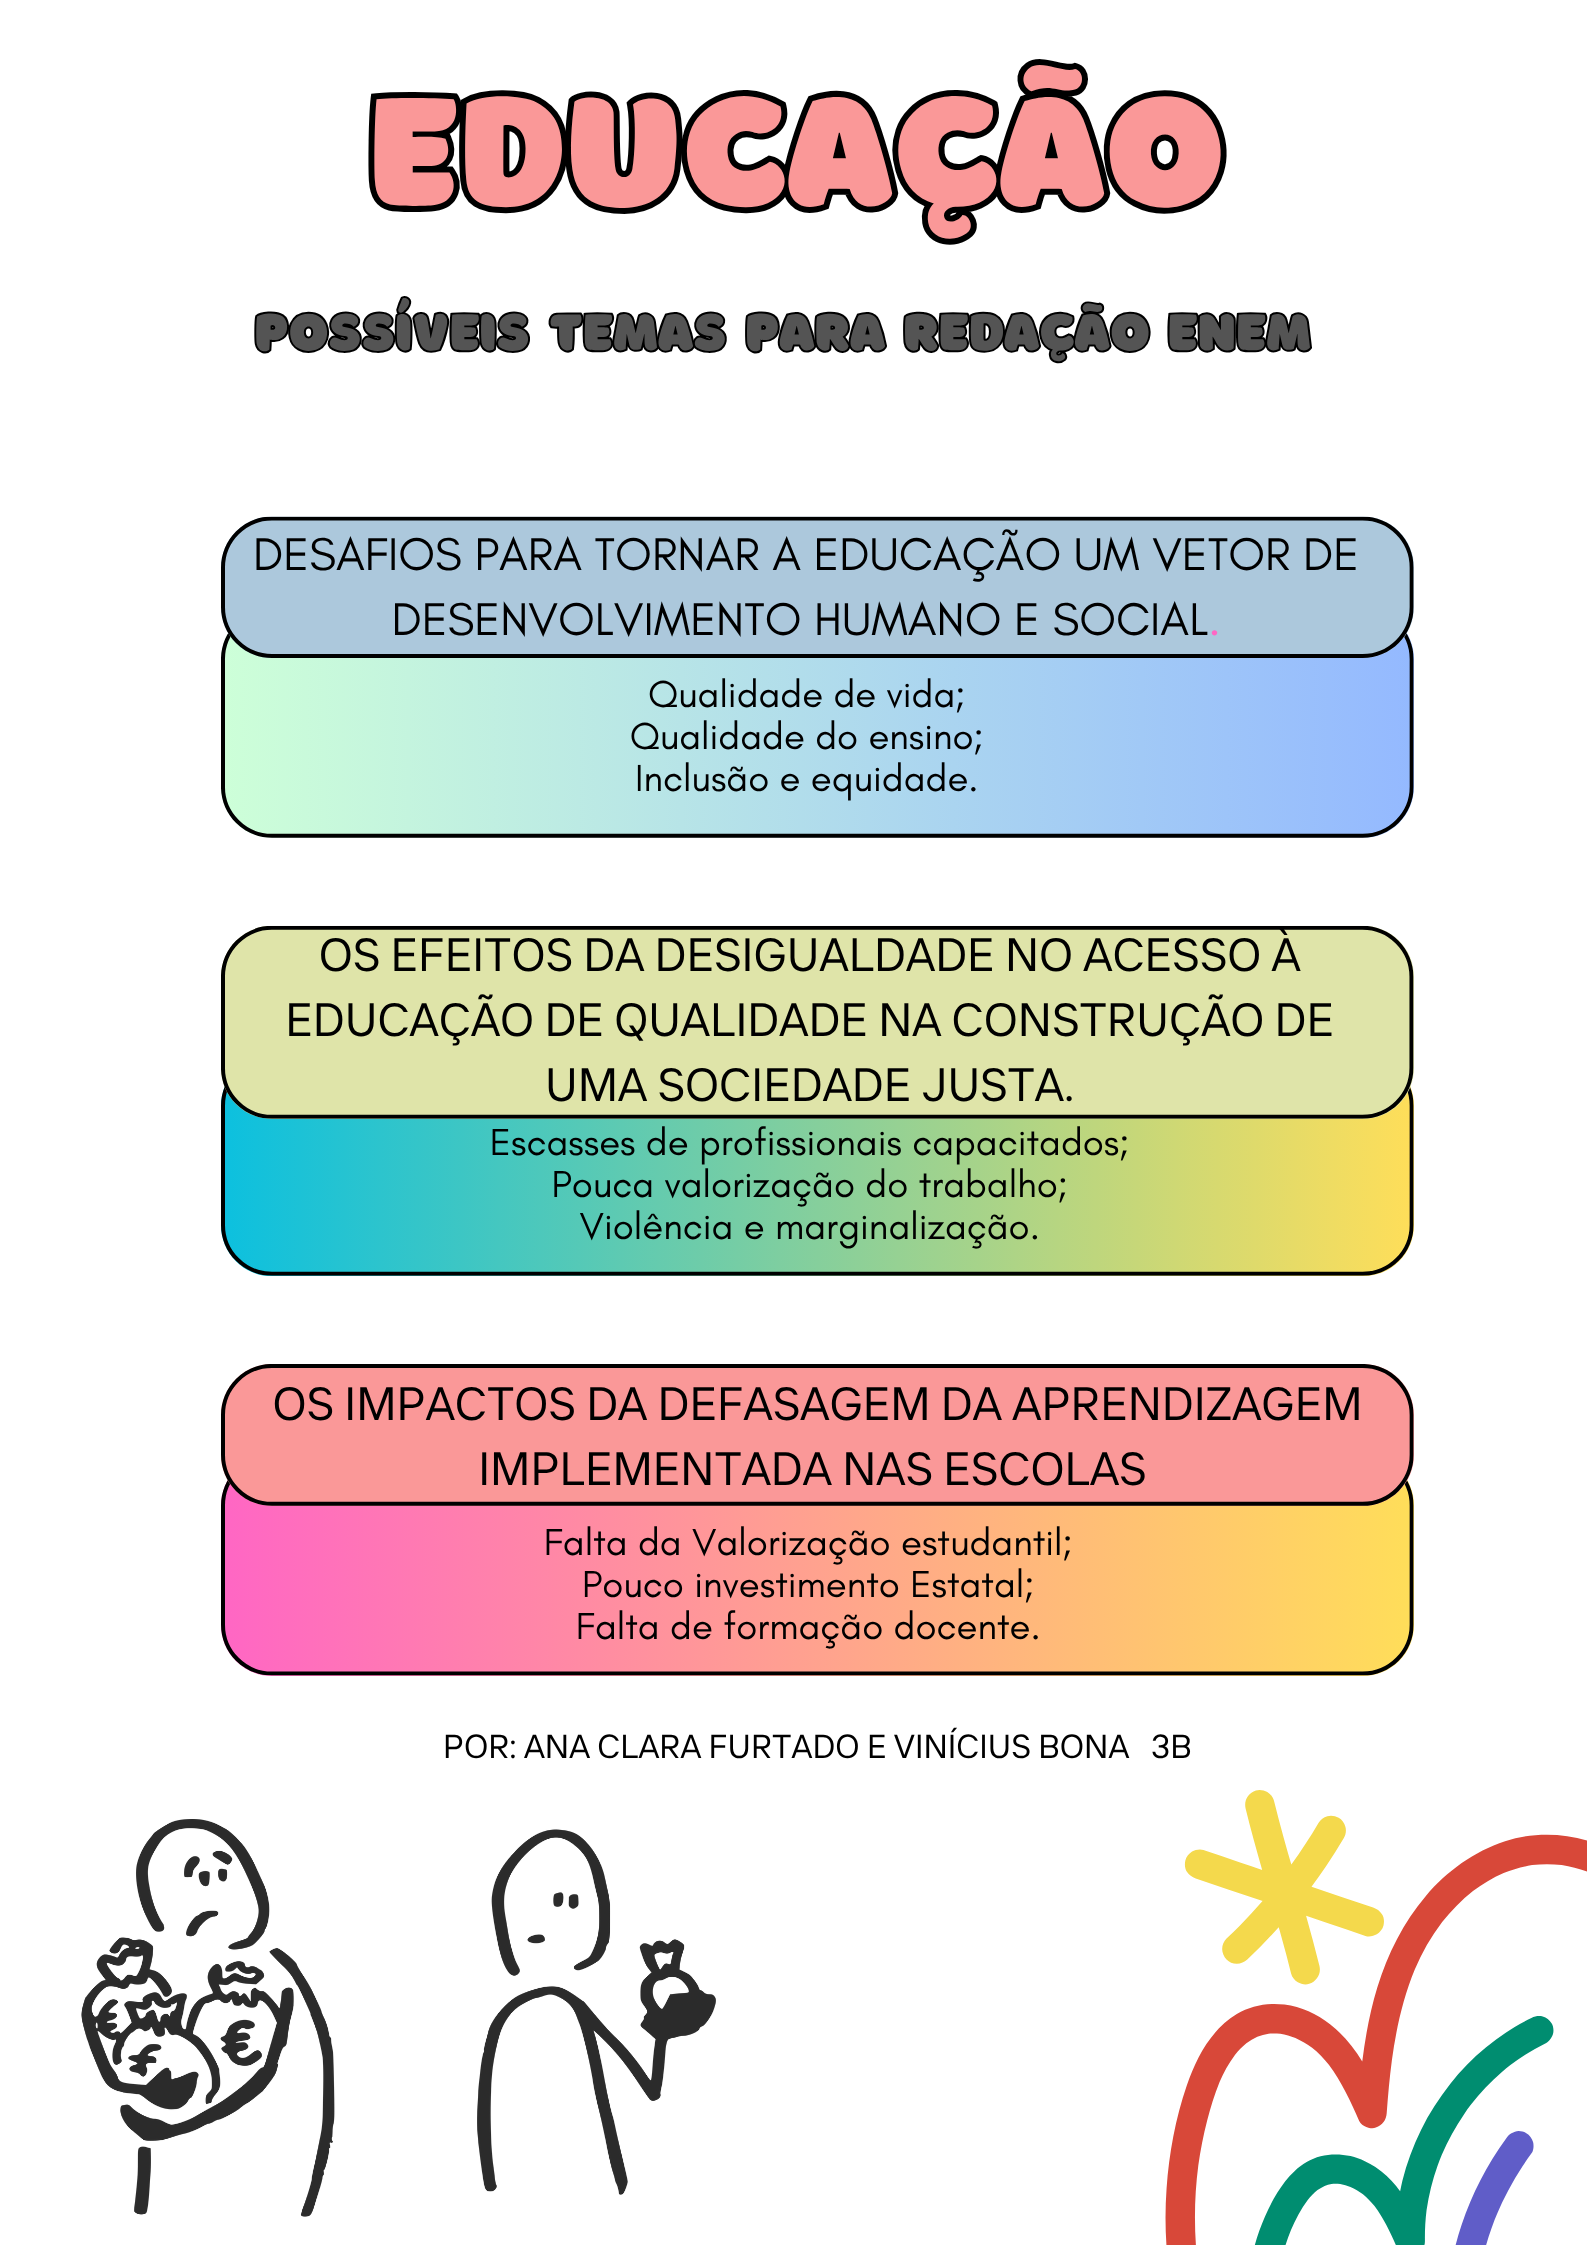 EDUCAÇÃO
POSSÍVEIS TEMAS PARA REDAÇÃO ENEM
DESAFIOS PARA TORNAR A EDUCAÇÃO UM VETOR DE
DESENVOLVIMENTO HUMANO E SOCIAL.
Qualidade de vida;
Qualidade do ensino;
Inclusão e equidade.
OS EFEITOS DA DESIGUALDADE NO ACESSO À
EDUCAÇÃO DE QUALIDADE NA CONSTRUÇÃO DE
UMA SOCIEDADE JUSTA.
Escasses de profissionais capacitados;
Pouca valorização do trabalho;
Violência e marginalização.
OS IMPACTOS DA DEFASAGEM DA APRENDIZAGEM
IMPLEMENTADA NAS ESCOLAS
Falta da Valorização estudantil;
Pouco investimento Estatal;
Falta de formação docente.
POR: ANA CLARA FURTADO E VINÍCIUS BONA 3B
€
€
€